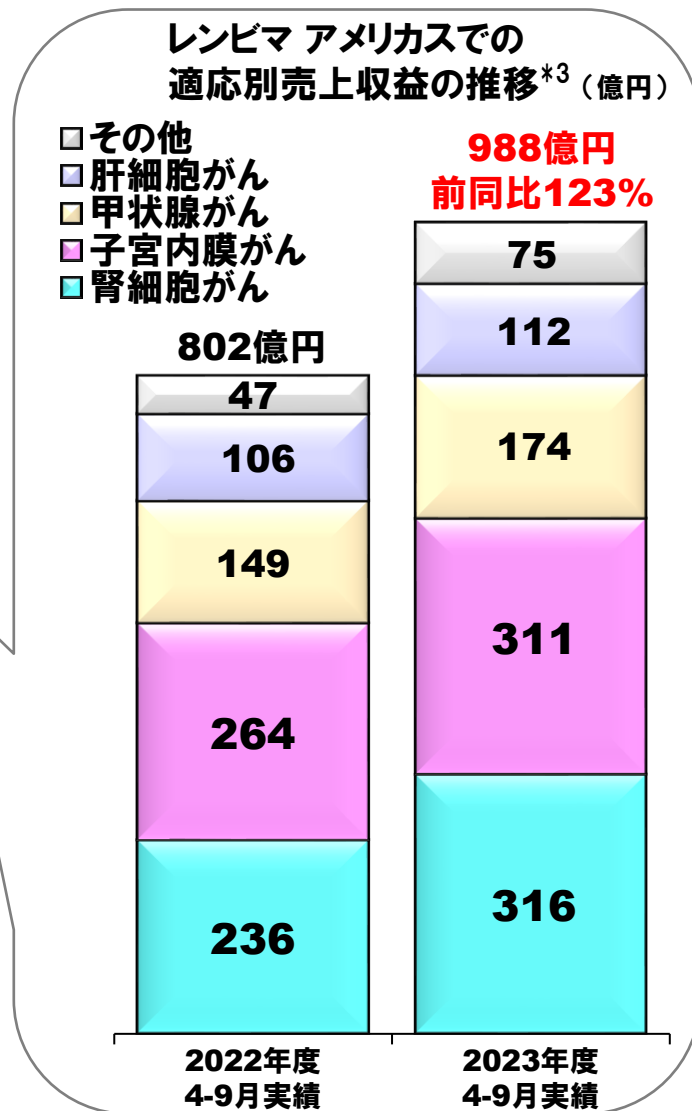 レンビマ アメリカスでの
適応別売上収益の推移*3（億円）
その他
肝細胞がん
甲状腺がん
子宮内膜がん
腎細胞がん
988億円
前同比123%
802億円
47
106
149
264
236
75
112
174
311
316
2022年度
4-9月実績
2023年度
4-9月実績